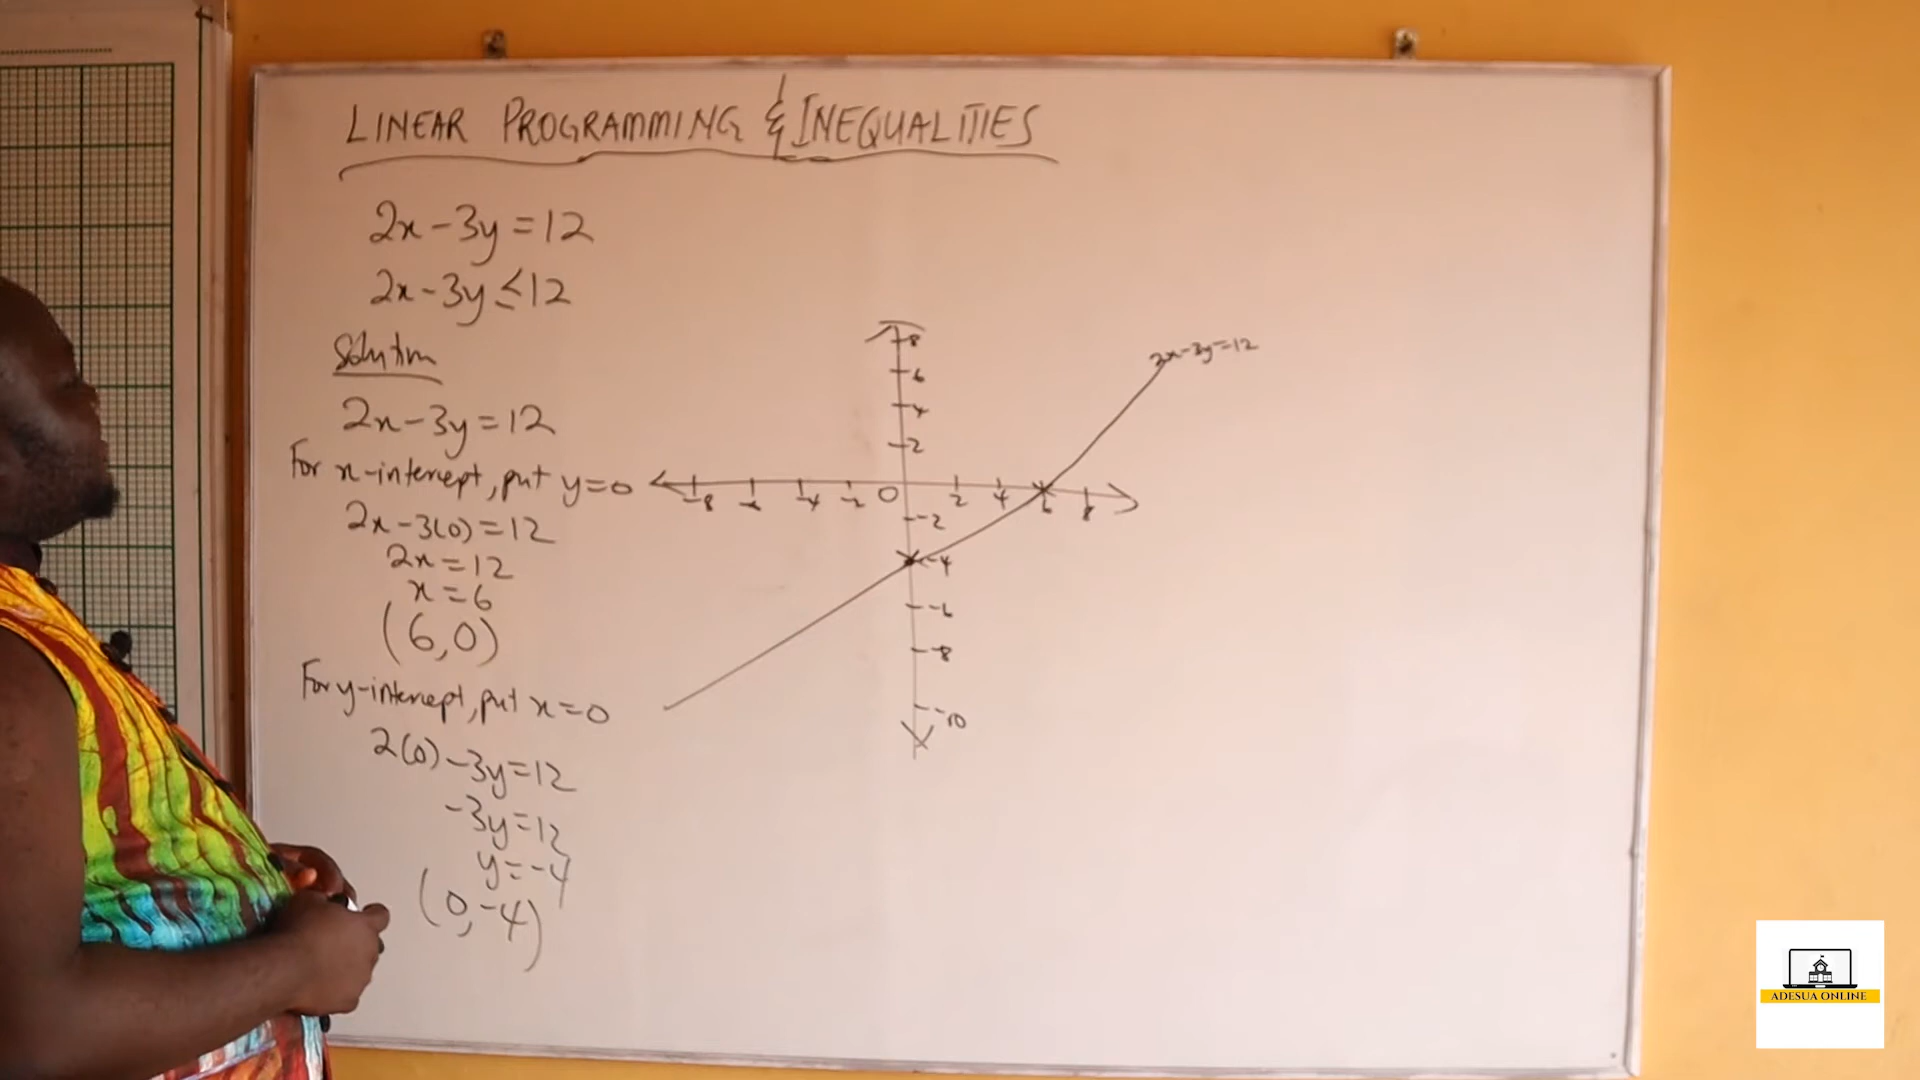 LINEAR PROGRAMMING & INEQUALITIES
2x-3y=12
2x-3y≤12
Solution
2x-3y=12
For x-intercept, put y=0
2x-3(0)=12
2x=12
x=6
(6,0)
For y-intercept, put x=0
2(0)-3y=12
-3y=12
y=-4
(0,-4)
2x-3y=12
8
6
4
2
-8 -6 -4 -2 0 2 4 6 8
-2
-4
-6
-8
-10
ADESUA ONLINE